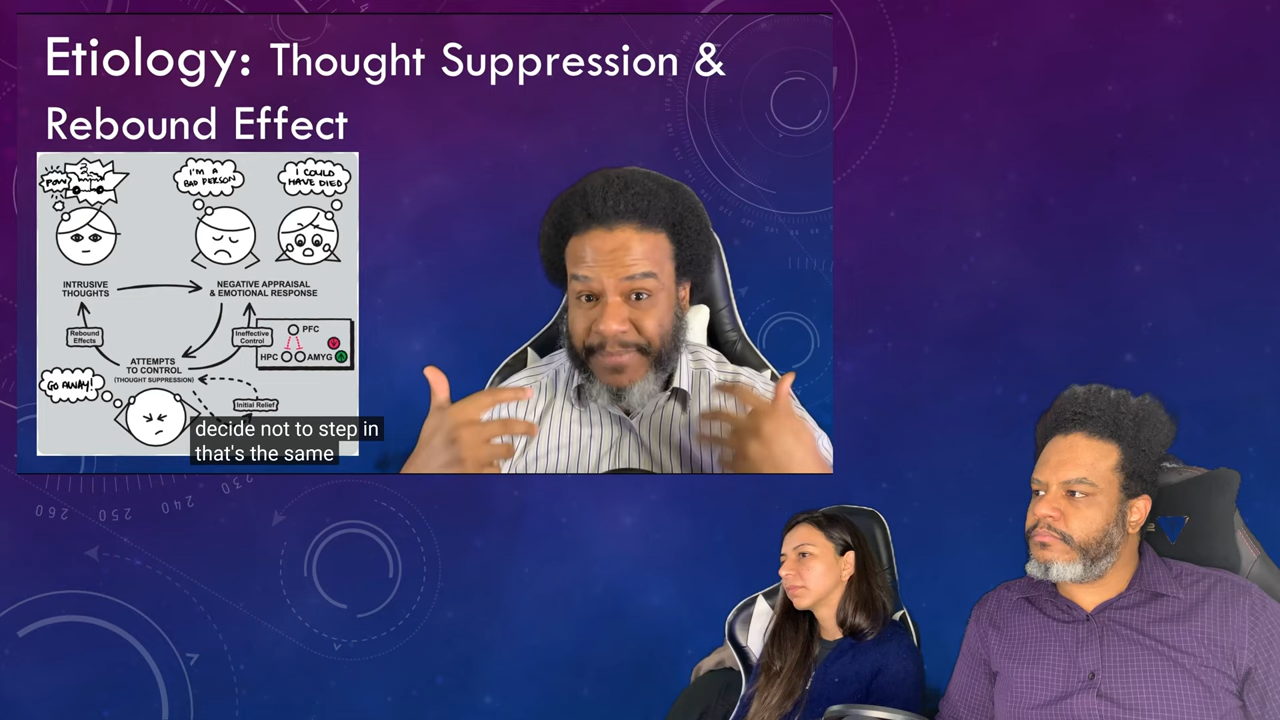 Etiology: Thought Suppression &
Rebound Effect
POW
I'M A
BAD PERSON
I COULD
HAVE DIED
INTRUSIVE
THOUGHTS
NEGATIVE APPRAISAL
& EMOTIONAL RESPONSE
Rebound
Effects
Ineffective
Control
PFC
HPC
AMYG
ATTEMPTS
TO CONTROL
(THOUGHT SUPPRESSION)
GO AWAY!
Initial Relief
decide not to step in
that's the same
260
250
240
230